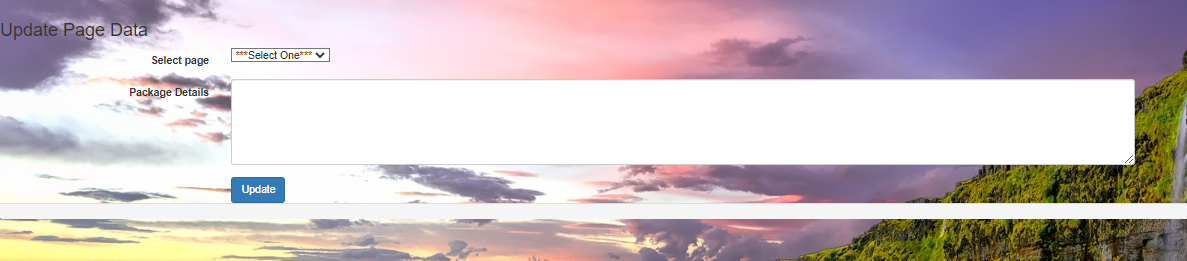 Update Page Data
Select page ***Select One***
Package Details
Update